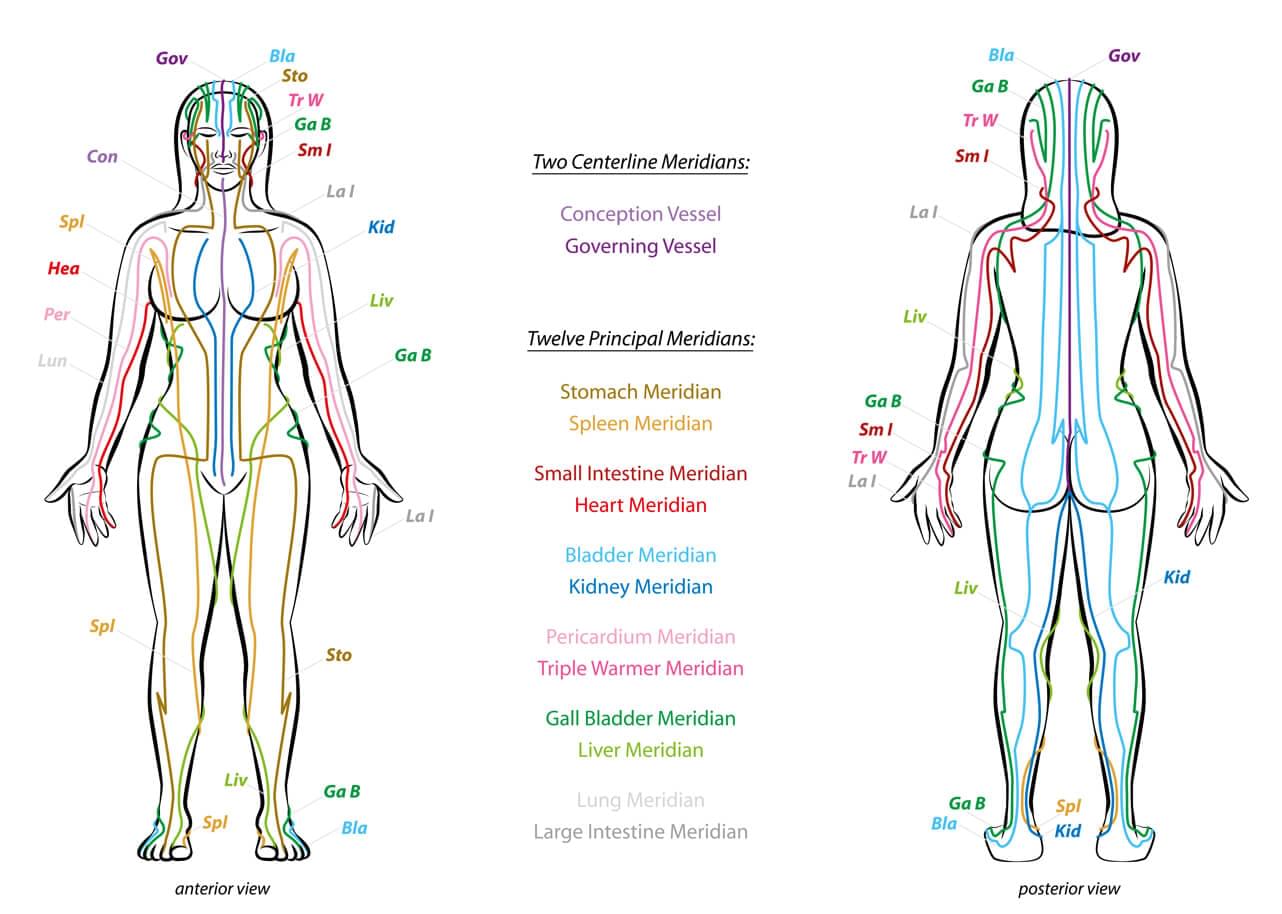 Gov
Bla
Sto
Tr W
Ga B
Sm I
Con
La I
Spl
Kid
Hea
Liv
Per
Ga B
Lun
La I
Spl
Sto
Liv
Ga B
Spl
Bla
anterior view
Two Centerline Meridians:
Conception Vessel
Governing Vessel
Twelve Principal Meridians:
Stomach Meridian
Spleen Meridian
Small Intestine Meridian
Heart Meridian
Bladder Meridian
Kidney Meridian
Pericardium Meridian
Triple Warmer Meridian
Gall Bladder Meridian
Liver Meridian
Lung Meridian
Large Intestine Meridian
Bla
Gov
Ga B
Tr W
Sm I
La I
Liv
Ga B
Sm I
Tr W
La I
Kid
Liv
Ga B
Spl
Bla
Kid
posterior view